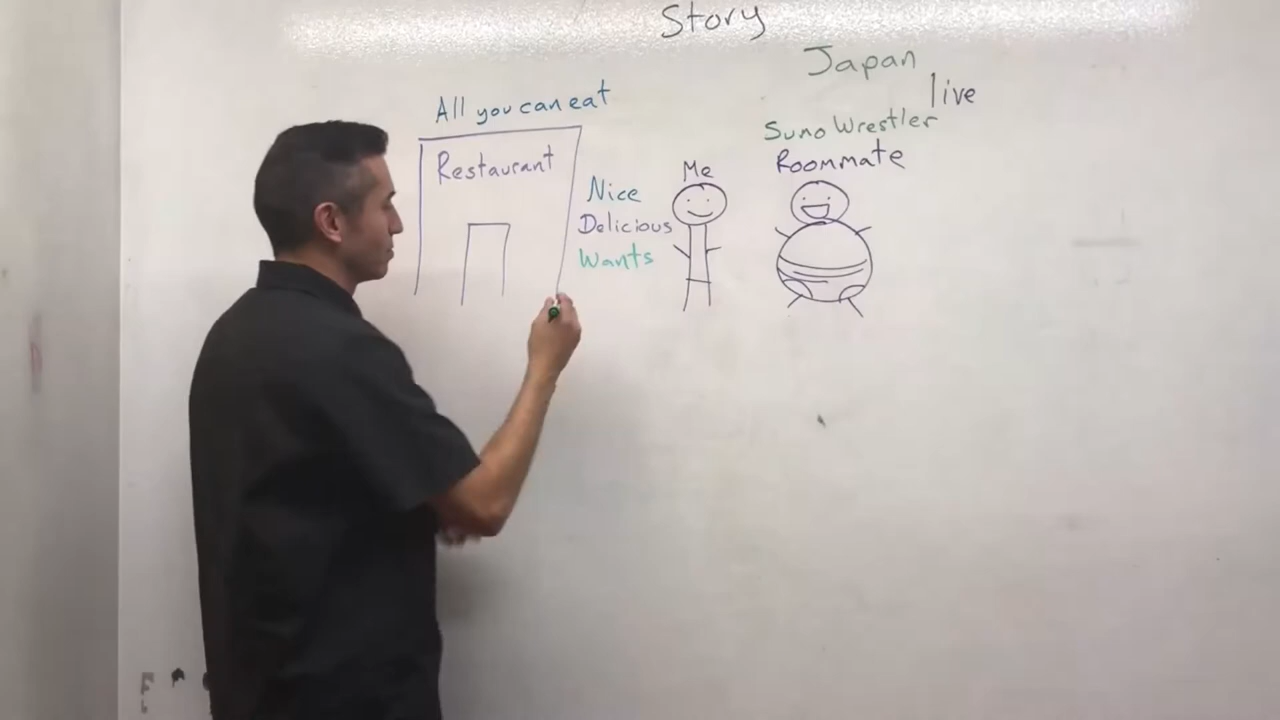 Story
Japan
live
All you can eat
Restaurant
Suno Wrestler
Roommate
Me
Nice
Delicious
Wants